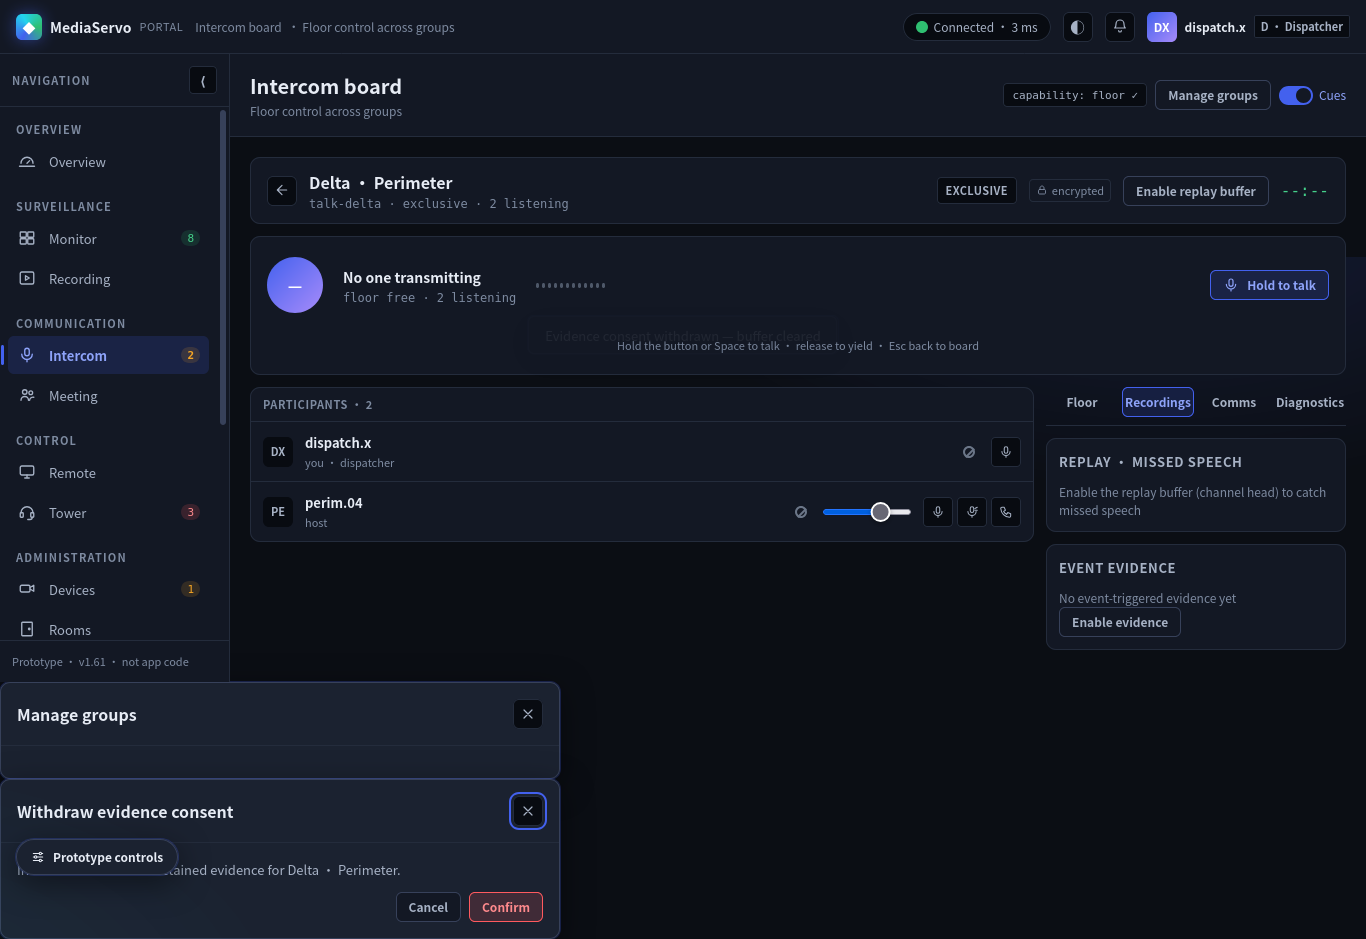 MediaServo PORTAL Intercom board • Floor control across groups
Connected • 3 ms
DX dispatch.x D • Dispatcher
NAVIGATION
OVERVIEW
Overview
SURVEILLANCE
Monitor 8
Recording
COMMUNICATION
Intercom 2
Meeting
CONTROL
Remote
Tower 3
ADMINISTRATION
Devices 1
Rooms
Prototype • v1.61 • not app code
Intercom board
Floor control across groups
capability: floor ✓ Manage groups Cues
Delta • Perimeter
talk-delta · exclusive · 2 listening
EXCLUSIVE encrypted Enable replay buffer --:--
— No one transmitting
floor free · 2 listening
Hold to talk
Evidence consent withdrawn — buffer cleared
Hold the button or Space to talk • release to yield • Esc back to board
PARTICIPANTS • 2
DX dispatch.x
you • dispatcher
PE perim.04
host
Floor Recordings Comms Diagnostics
REPLAY • MISSED SPEECH
Enable the replay buffer (channel head) to catch
missed speech
EVENT EVIDENCE
No event-triggered evidence yet
Enable evidence
Manage groups
Withdraw evidence consent
Prototype controls
evidence for Delta • Perimeter.
Cancel Confirm